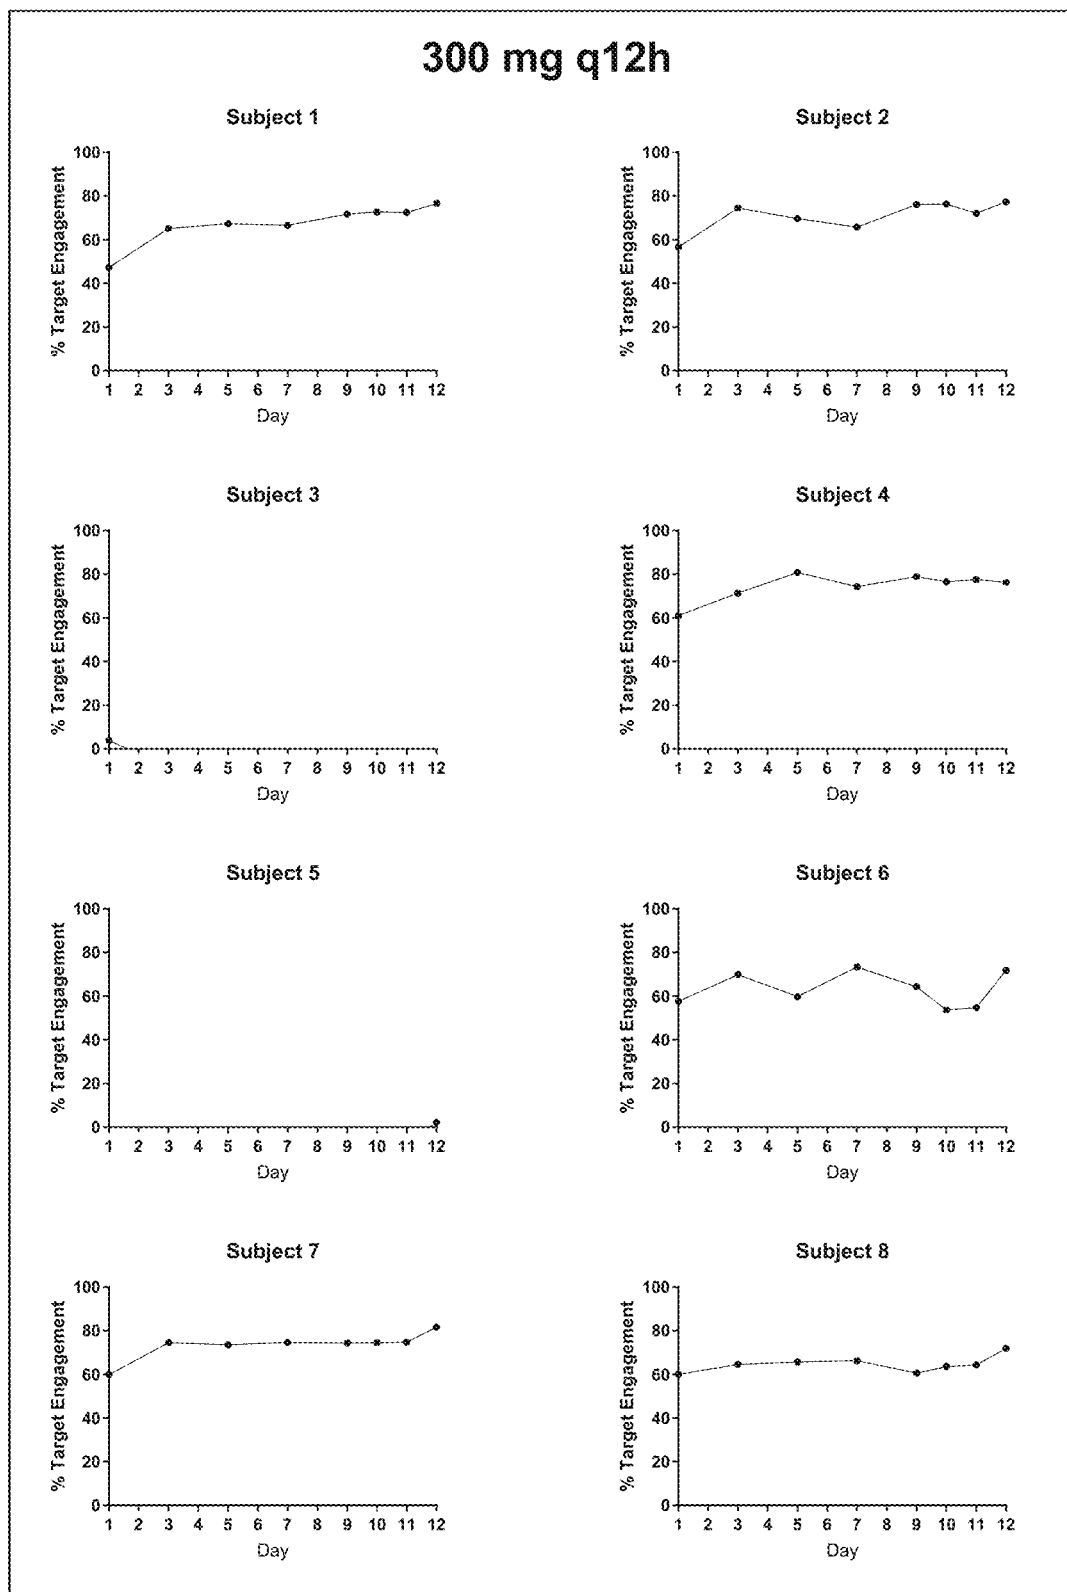 300 mg q12h
Subject 1
% Target Engagement
100
80
60
40
20
0
1 2 3 4 5 6 7 8 9 10 11 12
Day
Subject 2
% Target Engagement
100
80
60
40
20
0
1 2 3 4 5 6 7 8 9 10 11 12
Day
Subject 3
% Target Engagement
100
80
60
40
20
0
1 2 3 4 5 6 7 8 9 10 11 12
Day
Subject 4
% Target Engagement
100
80
60
40
20
0
1 2 3 4 5 6 7 8 9 10 11 12
Day
Subject 5
% Target Engagement
100
80
60
40
20
0
1 2 3 4 5 6 7 8 9 10 11 12
Day
Subject 6
% Target Engagement
100
80
60
40
20
0
1 2 3 4 5 6 7 8 9 10 11 12
Day
Subject 7
% Target Engagement
100
80
60
40
20
0
1 2 3 4 5 6 7 8 9 10 11 12
Day
Subject 8
% Target Engagement
100
80
60
40
20
0
1 2 3 4 5 6 7 8 9 10 11 12
Day